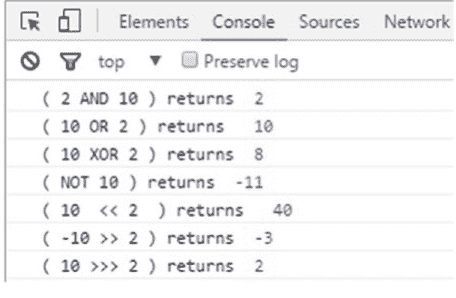 Elements Console Sources Network
top ▼ Preserve log
( 2 AND 10 ) returns 2
( 10 OR 2 ) returns 10
( 10 XOR 2 ) returns 8
( NOT 10 ) returns -11
( 10 << 2 ) returns 40
( -10 >> 2 ) returns -3
( 10 >>> 2 ) returns 2